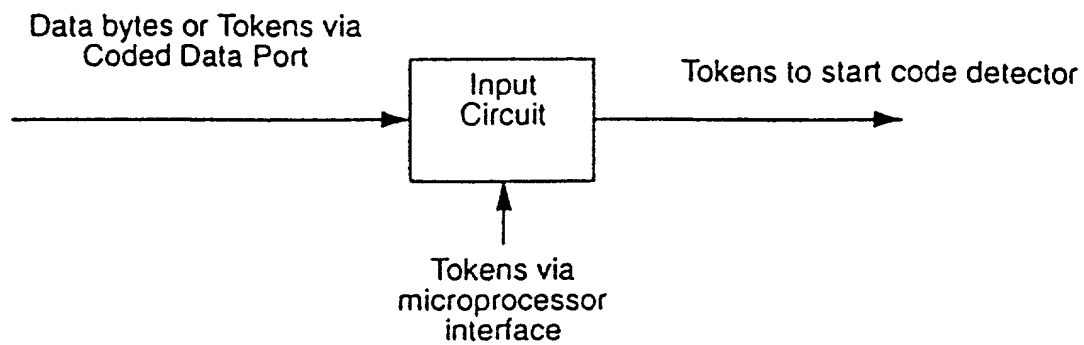 Data bytes or Tokens via
Coded Data Port
Input
Circuit
Tokens to start code detector
Tokens via
microprocessor
interface